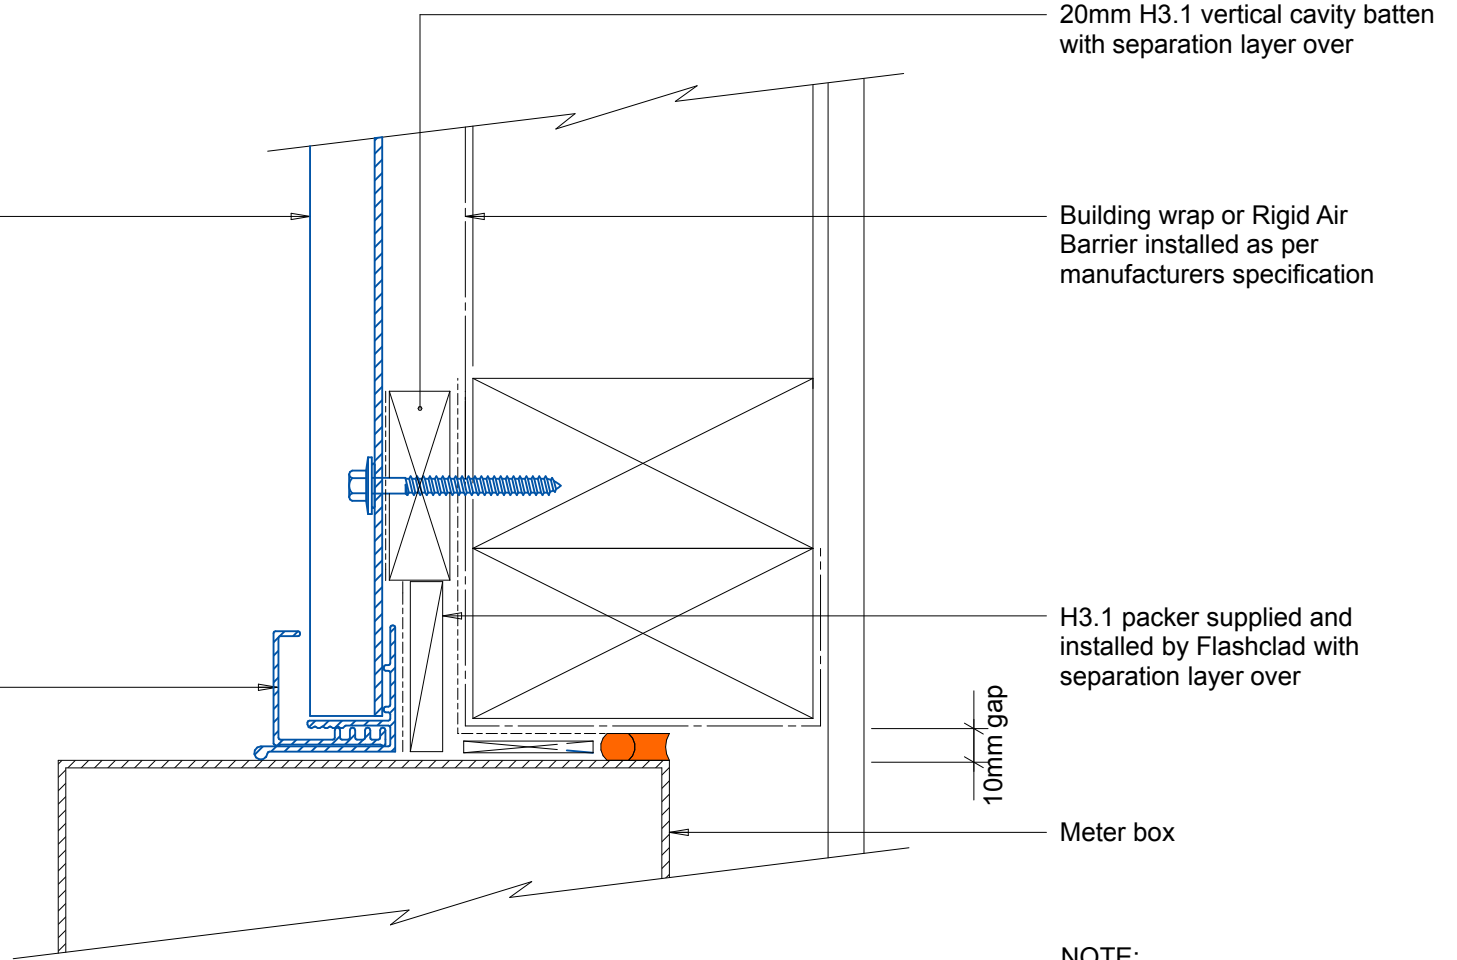 20mm H3.1 vertical cavity batten
with separation layer over
Building wrap or Rigid Air
Barrier installed as per
manufacturers specification
H3.1 packer supplied and
installed by Flashclad with
separation layer over
10mm gap
Meter box
NOTE: